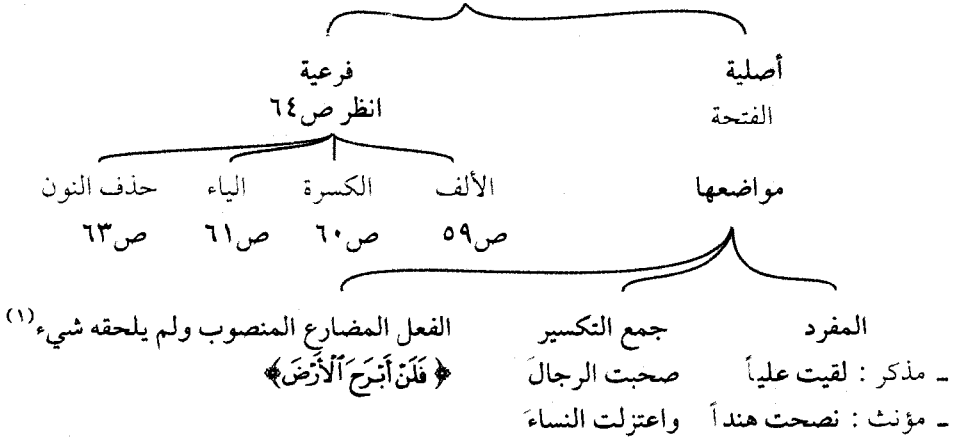 أصلية فرعية
الفتحة انظر ص٦٤
مواضعها الألف الكسرة الياء حذف النون
ص٥٩ ص٦٠ ص٦١ ص٦٣
المفرد جمع التكسير الفعل المضارع المنصوب ولم يلحقه شيء(١)
ـ مذكر : لقيت علياً صحبت الرجالَ ﴿ فَلَنْ أَبْرَحَ ٱلْأَرْضَ﴾
ـ مؤنث : نصحت هنداً واعتزلت النساءَ